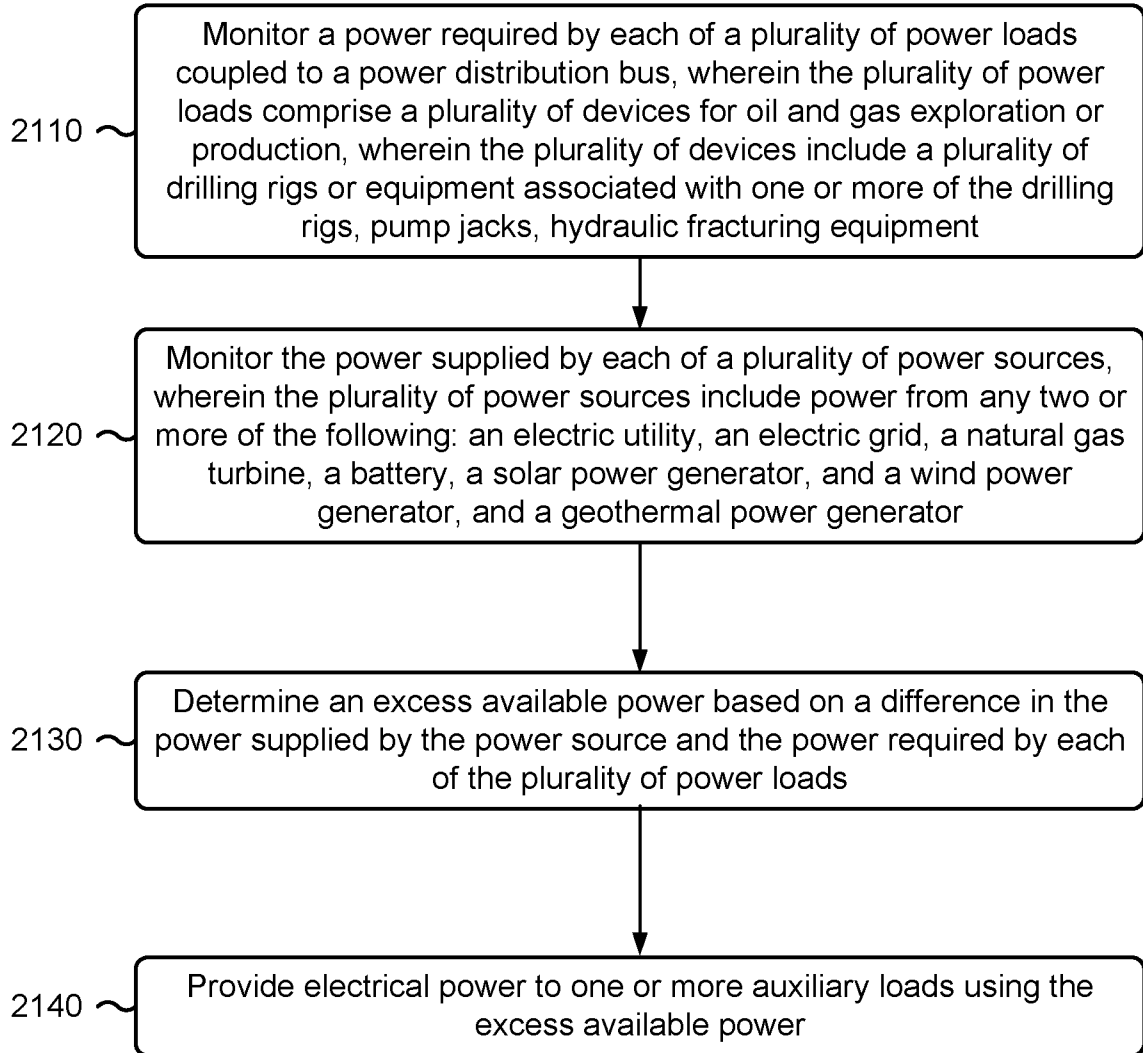 Monitor a power required by each of a plurality of power loads
coupled to a power distribution bus, wherein the plurality of power
loads comprise a plurality of devices for oil and gas exploration or
2110
production, wherein the plurality of devices include a plurality of
drilling rigs or equipment associated with one or more of the drilling
rigs, pump jacks, hydraulic fracturing equipment
Monitor the power supplied by each of a plurality of power sources,
wherein the plurality of power sources include power from any two or
2120
more of the following: an electric utility, an electric grid, a natural gas
turbine, a battery, a solar power generator, and a wind power
generator, and a geothermal power generator
Determine an excess available power based on a difference in the
2130
power supplied by the power source and the power required by each
of the plurality of power loads
2140
Provide electrical power to one or more auxiliary loads using the
excess available power